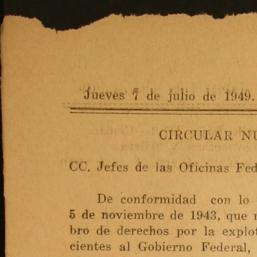 Jueves 7 de julio de 1949.
CIRCULAR NU
CC. Jefes de las Oficinas Fed
De conformidad con lo
5 de noviembre de 1943, que r
bro de derechos por la explot
cientes al Gobierno Federal,